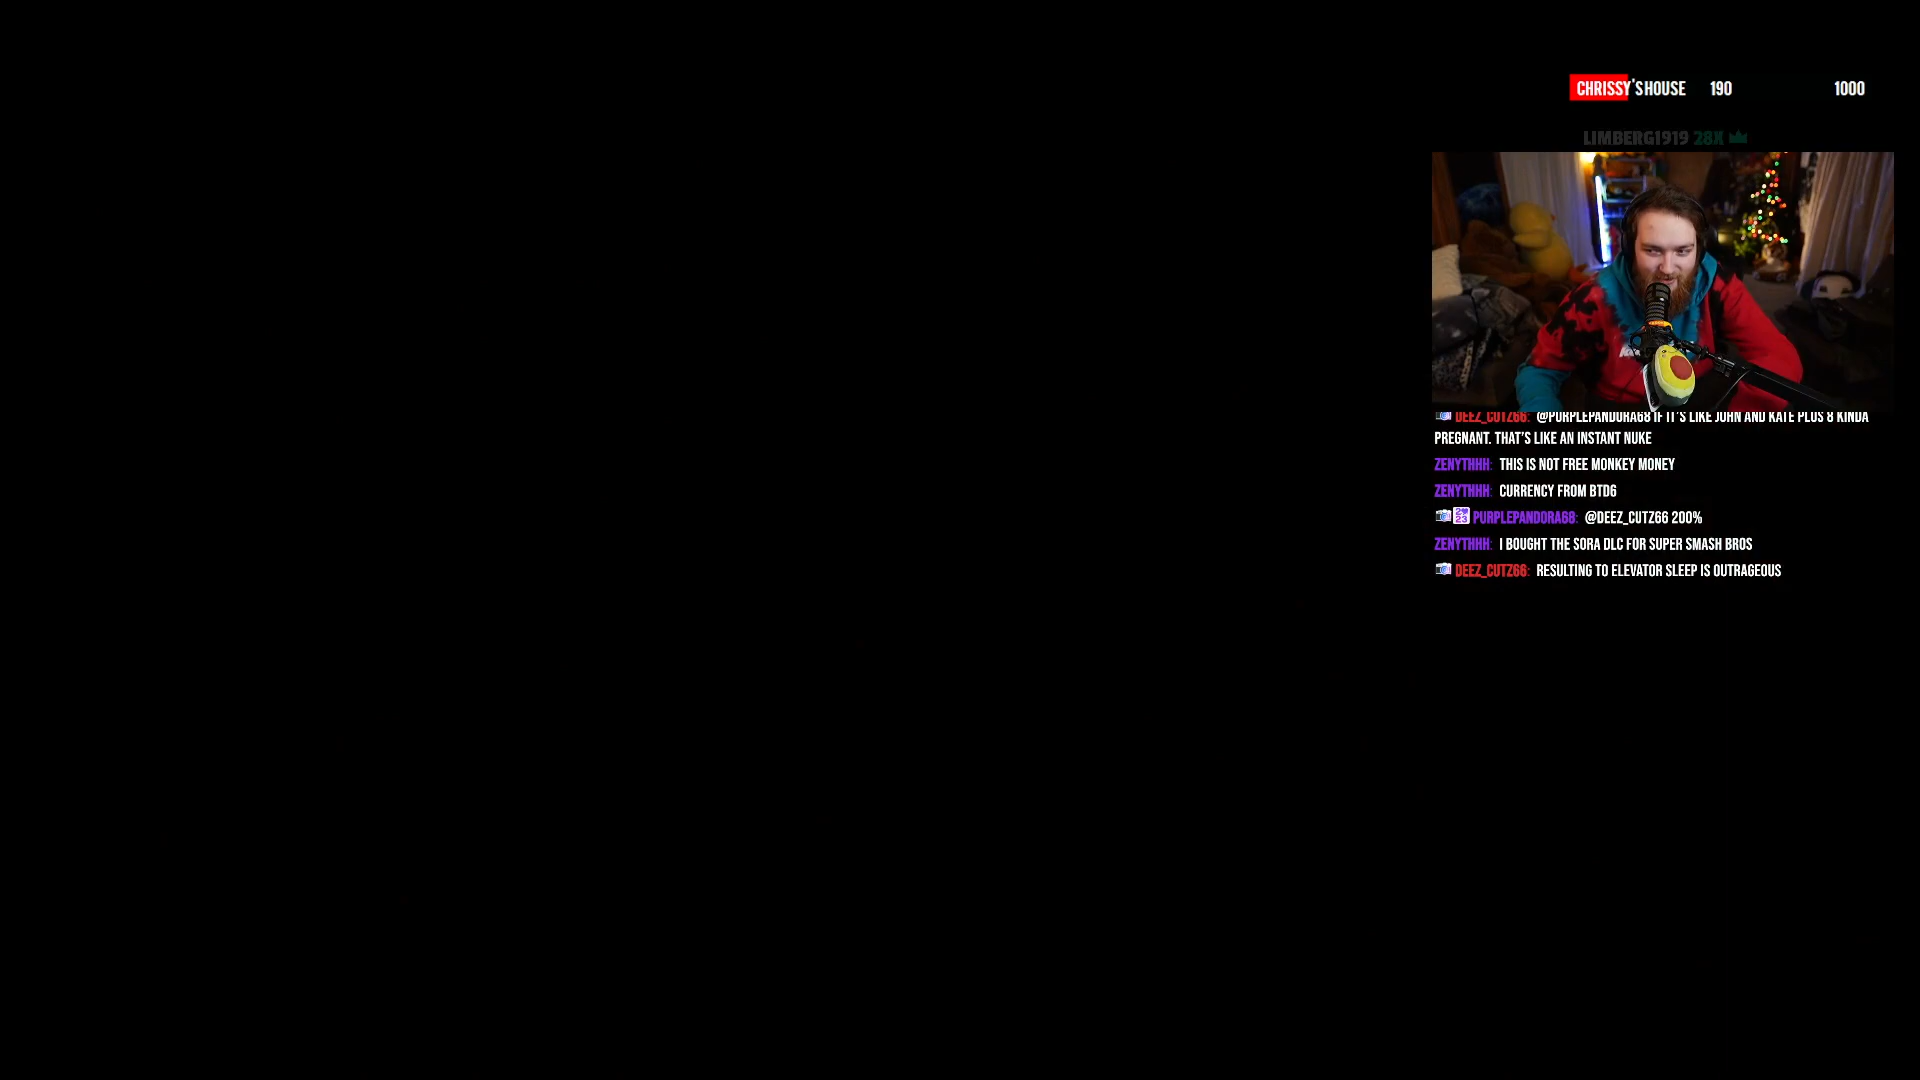 CHRISSY'S HOUSE 190 1000
LIMBERG1919 28X
DEEZ_CUTZ66: @PURPLEPANDORA68 IF IT'S LIKE JOHN AND KATE PLUS 8 KINDA
PREGNANT. THAT'S LIKE AN INSTANT NUKE
ZENYTHHH: THIS IS NOT FREE MONKEY MONEY
ZENYTHHH: CURRENCY FROM BTD6
2023 PURPLEPANDORA68: @DEEZ_CUTZ66 200%
ZENYTHHH: I BOUGHT THE SORA DLC FOR SUPER SMASH BROS
DEEZ_CUTZ66: RESULTING TO ELEVATOR SLEEP IS OUTRAGEOUS